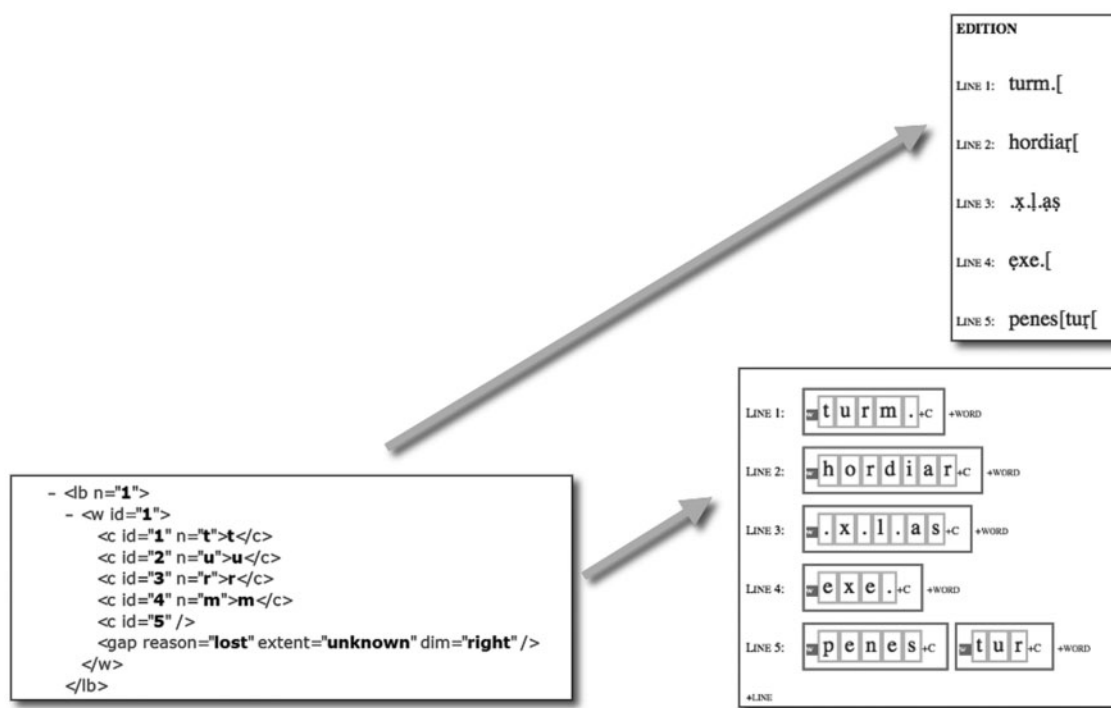 EDITION
LINE 1: turm.[
LINE 2: hordiaṛ[
LINE 3: .x̣.ḷ.ạṣ
LINE 4: ẹxe.[
LINE 5: penes[tuṛ[
- <lb n="1">
- <w id="1">
<c id="1" n="t">t</c>
<c id="2" n="u">u</c>
<c id="3" n="r">r</c>
<c id="4" n="m">m</c>
<c id="5" />
<gap reason="lost" extent="unknown" dim="right" />
</w>
</lb>
LINE 1: t u r m . +C +WORD
LINE 2: h o r d i a r +C +WORD
LINE 3: . x . l . a s +C +WORD
LINE 4: e x e . +C +WORD
LINE 5: p e n e s +C t u r +C +WORD
+LINE